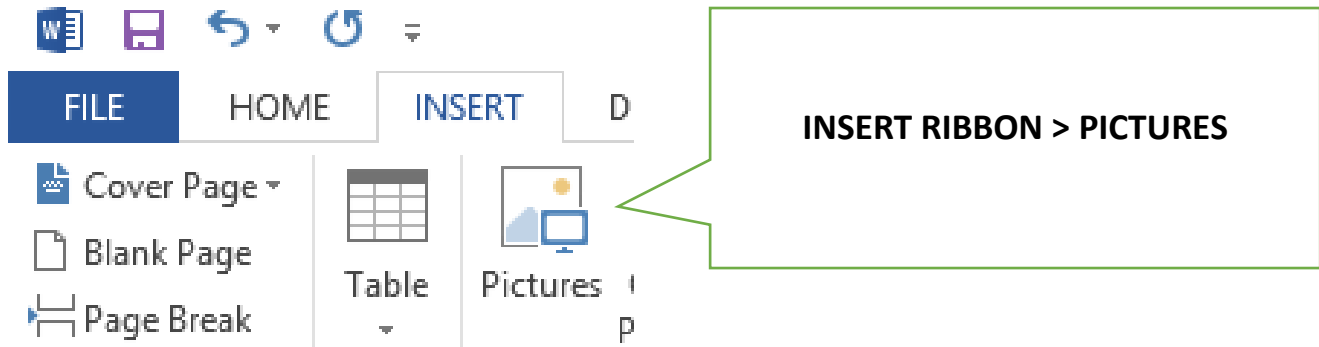 FILE HOME INSERT D
INSERT RIBBON > PICTURES
Cover Page
Blank Page
Page Break
Table
Pictures
P